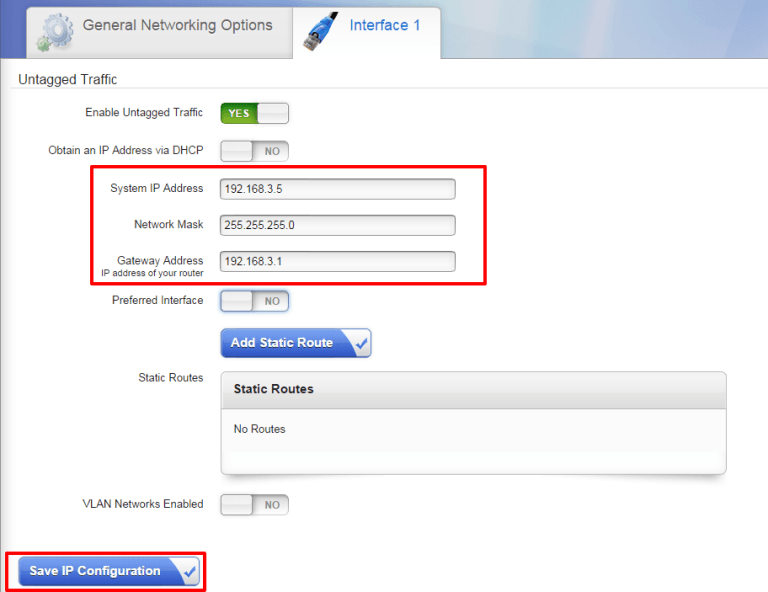 General Networking Options
Interface 1
Untagged Traffic
Enable Untagged Traffic YES
Obtain an IP Address via DHCP NO
System IP Address 192.168.3.5
Network Mask 255.255.255.0
Gateway Address 192.168.3.1
IP address of your router
Preferred Interface NO
Add Static Route
Static Routes
Static Routes
No Routes
VLAN Networks Enabled NO
Save IP Configuration